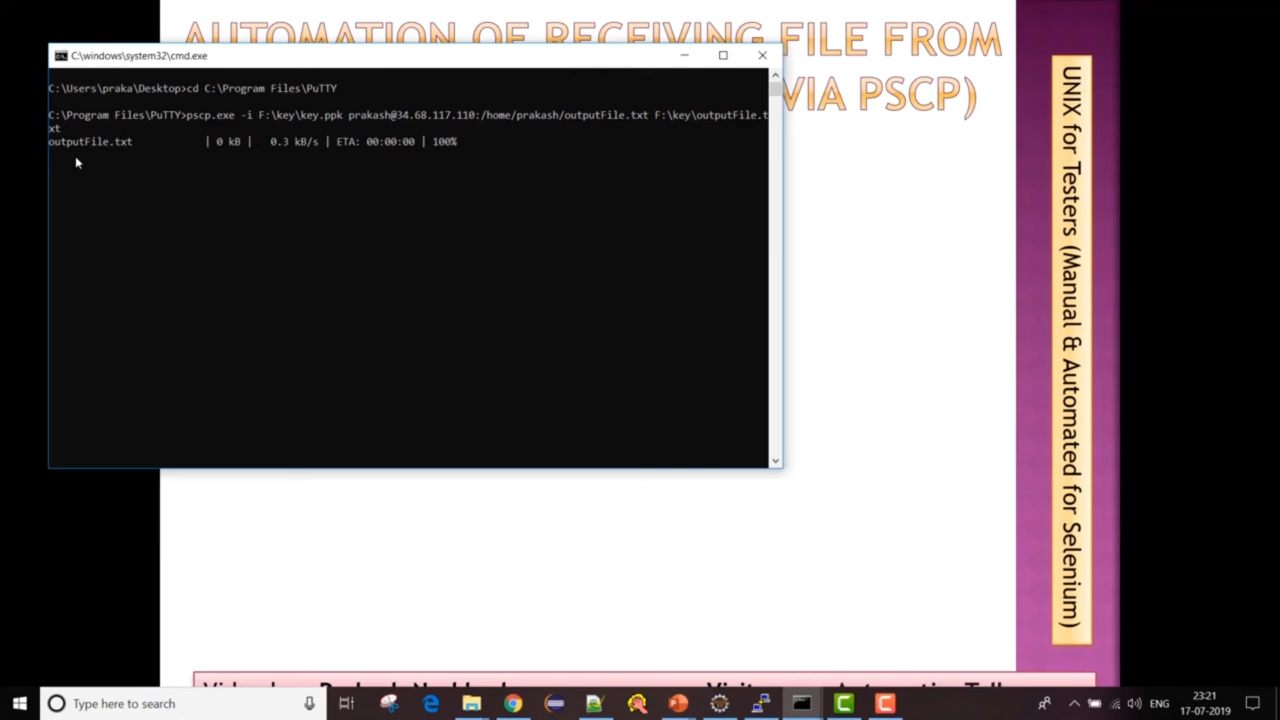 AUTOMATION OF RECEIVING FILE FROM
VIA PSCP)
C:\windows\system32\cmd.exe
C:\Users\praka\Desktop>cd C:\Program Files\PuTTY
C:\Program Files\PuTTY>pscp.exe -i F:\key\key.ppk prakash@34.68.117.110:/home/prakash/outputFile.txt F:\key\outputFile.t
xt
outputFile.txt | 0 kB | 0.3 kB/s | ETA: 00:00:00 | 100%
UNIX for Testers (Manual & Automated for Selenium)
Type here to search
ENG
23:21
17-07-2019